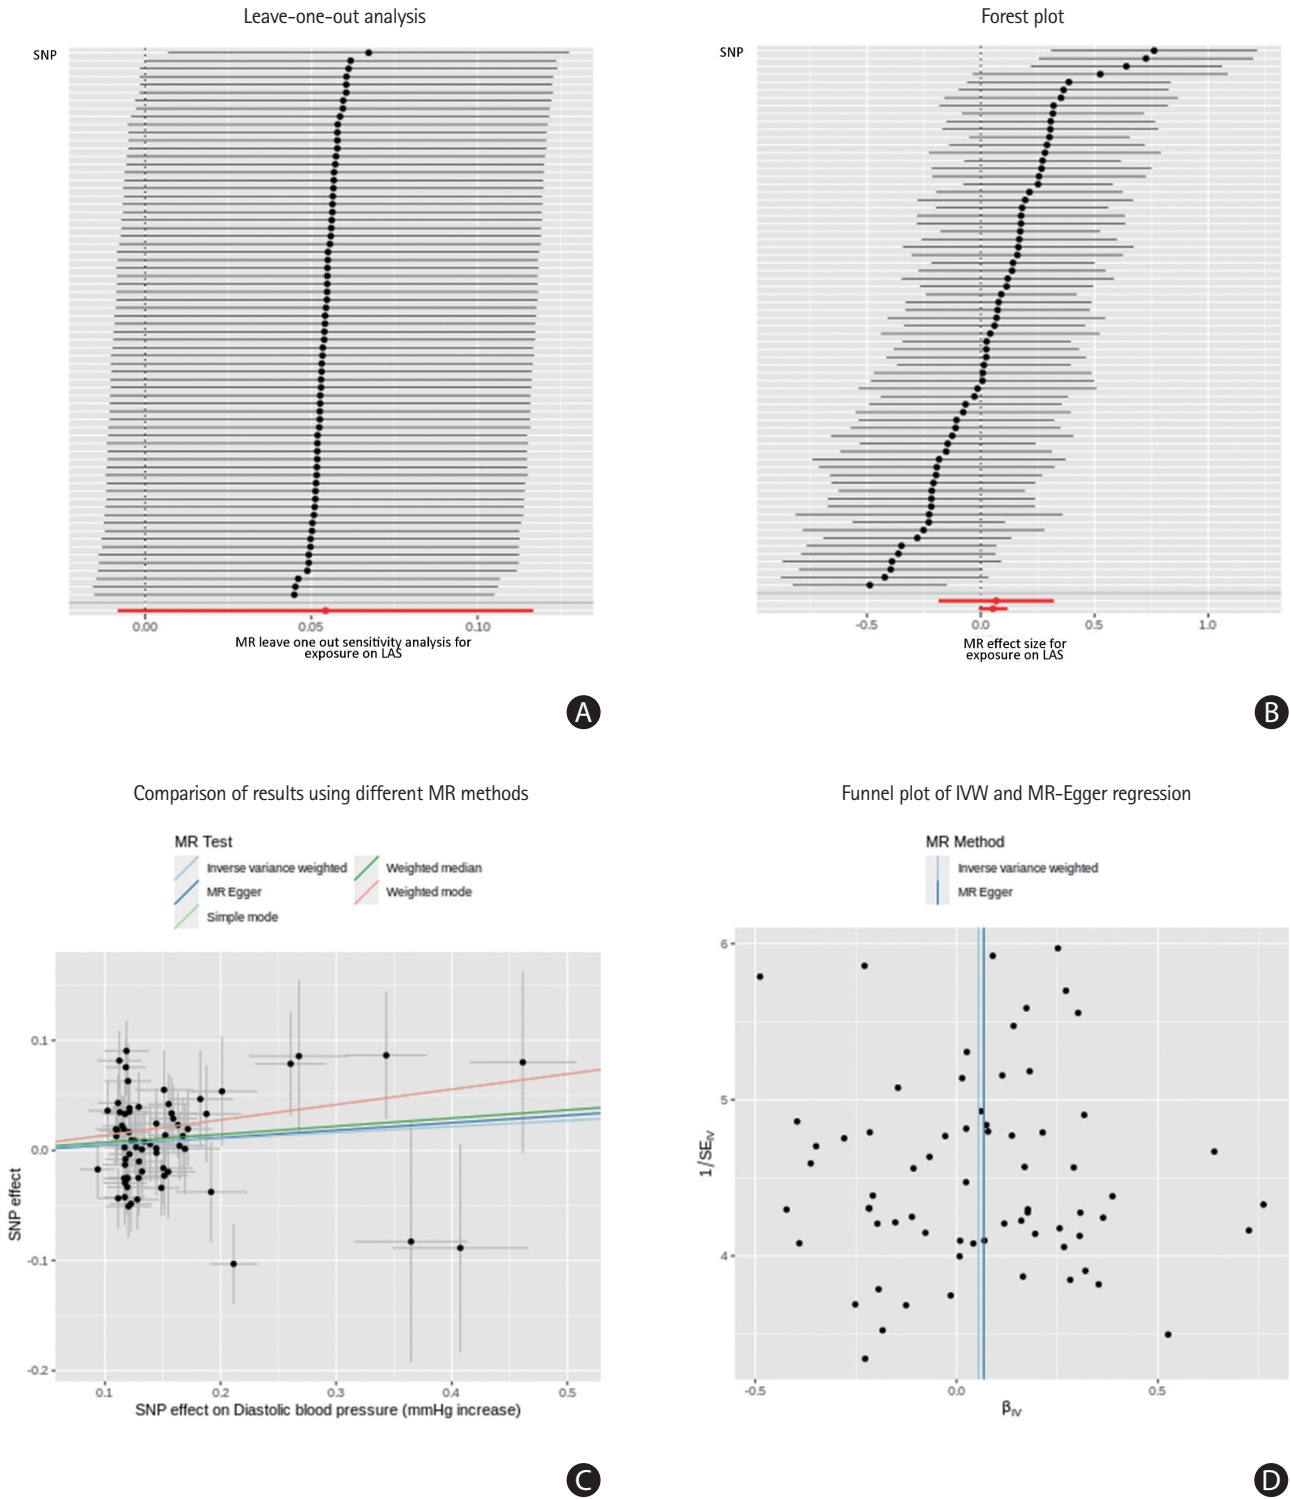 Leave-one-out analysis
SNP
0.00 0.05 0.10
MR leave one out sensitivity analysis for
exposure on LAS
A
Forest plot
SNP
-0.5 0.0 0.5 1.0
MR effect size for
exposure on LAS
B
Comparison of results using different MR methods
MR Test
Inverse variance weighted Weighted median
MR Egger Weighted mode
Simple mode
SNP effect
0.1
0.0
-0.1
-0.2
0.1 0.2 0.3 0.4 0.5
SNP effect on Diastolic blood pressure (mmHg increase)
C
Funnel plot of IVW and MR-Egger regression
MR Method
Inverse variance weighted
MR Egger
1/SE_IV
6
5
4
-0.5 0.0 0.5
β_IV
D